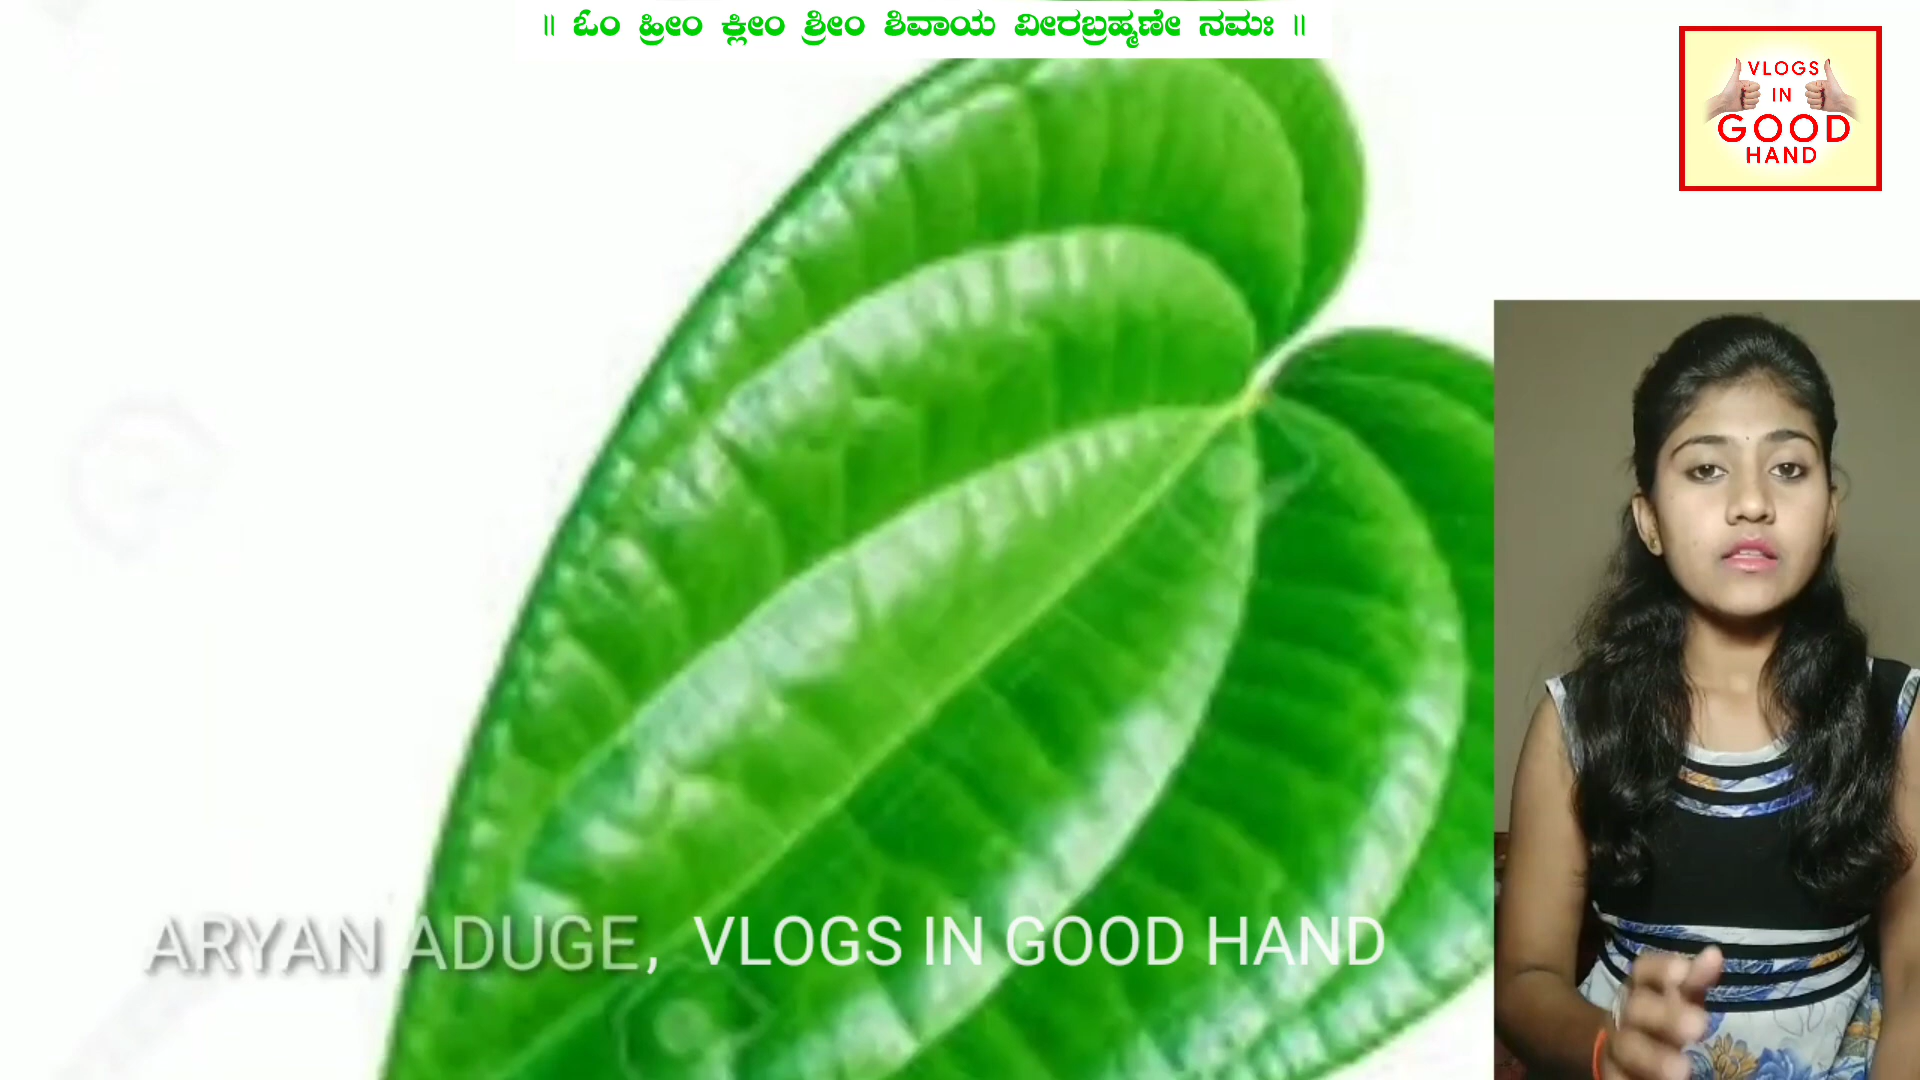 ॥ ಓಂ ಹ್ರೀಂ ಕ್ಲೀಂ ಶ್ರೀಂ ಶಿವಾಯ ವೀರಬ್ರಹ್ಮಣೇ ನಮಃ ॥
VLOGS
IN
GOOD
HAND
ARYAN ADUGE, VLOGS IN GOOD HAND